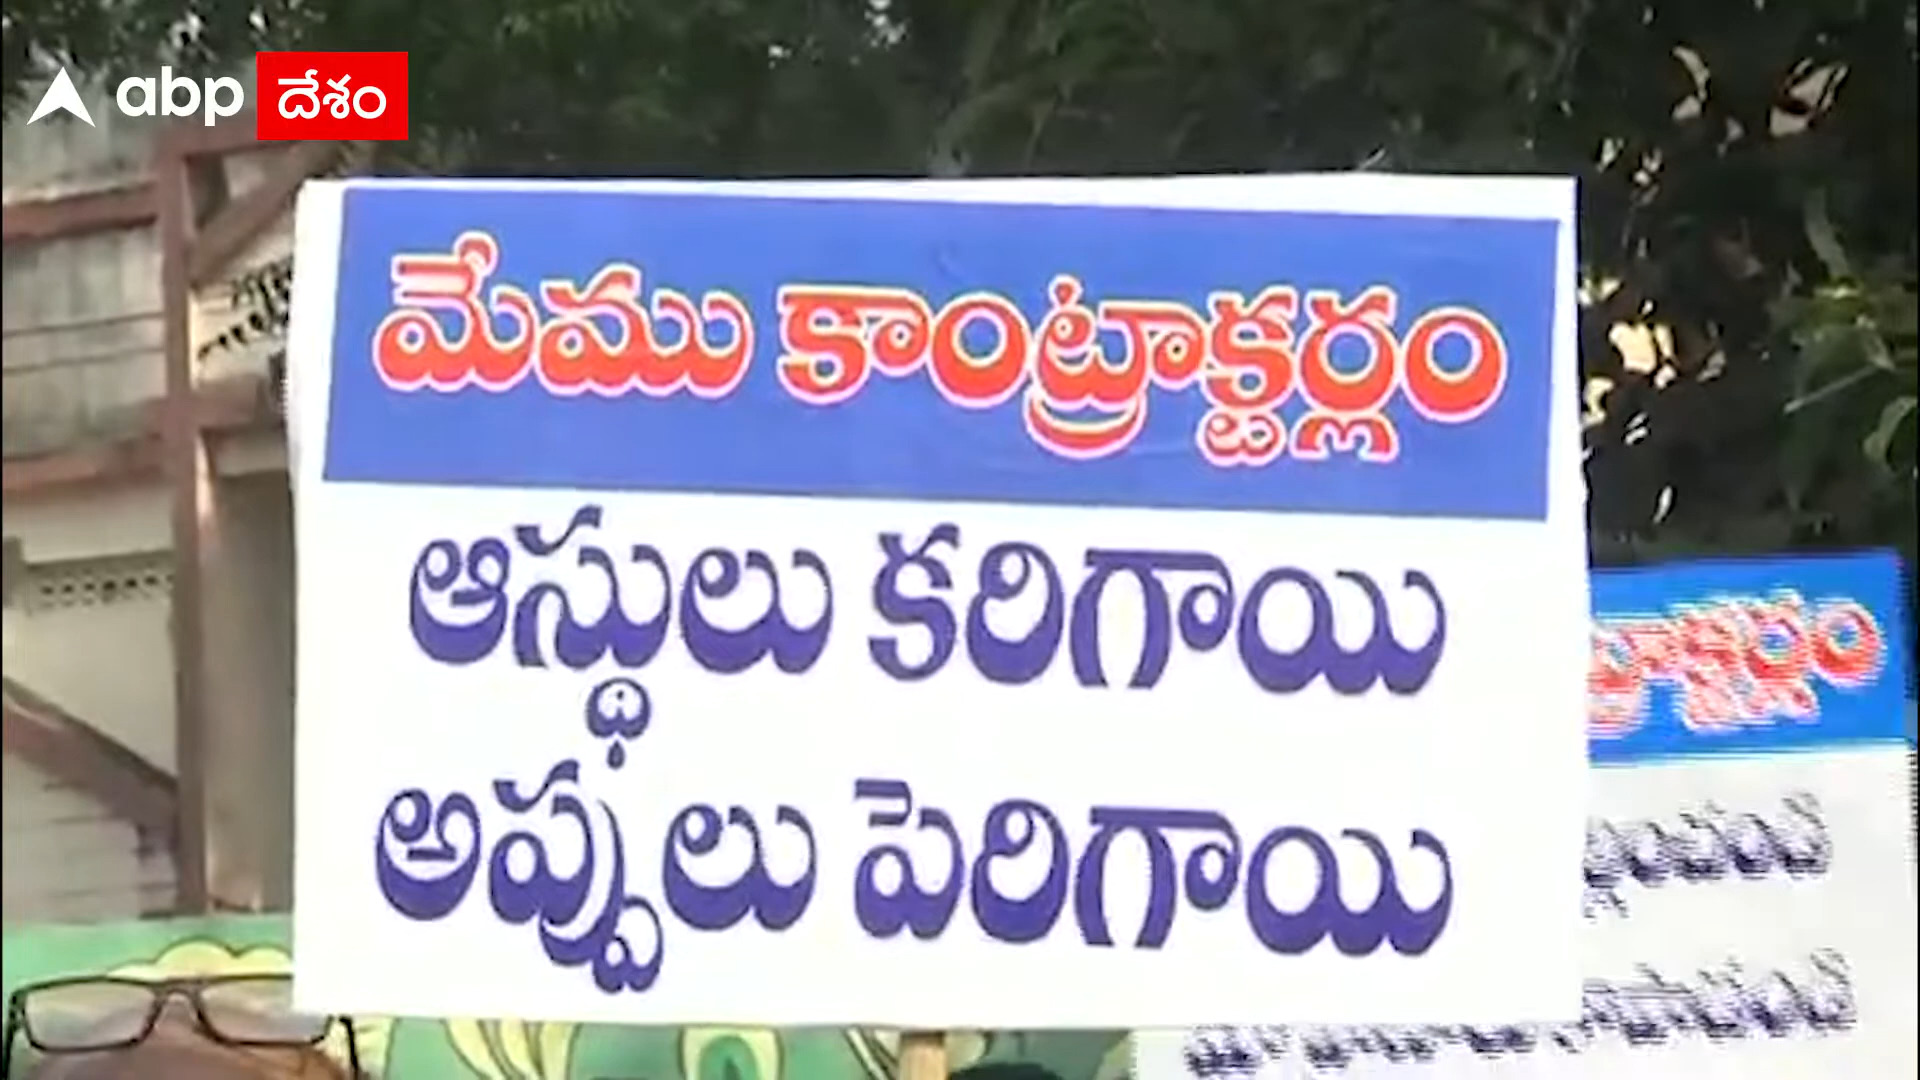 abp దేశం
మేము కాంట్రాక్టర్లం
ఆస్థులు కరిగాయి
అప్పులు పెరిగాయి